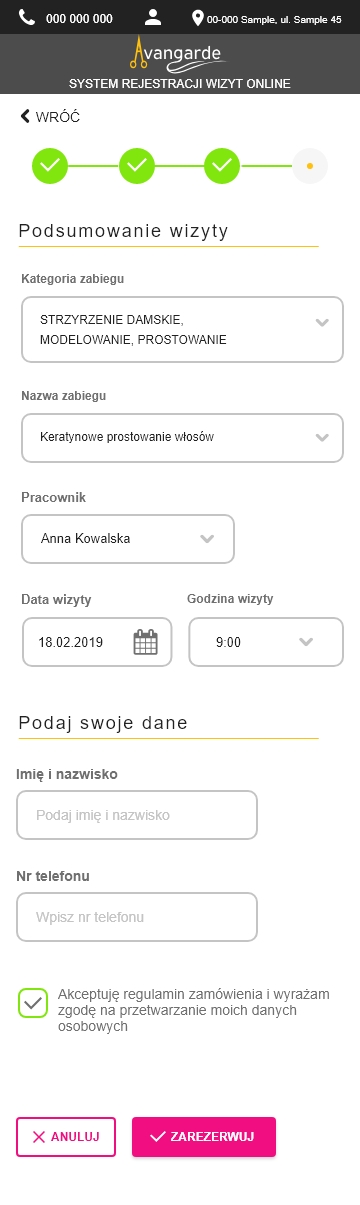 000 000 000
00-000 Sample, ul. Sample 45
Avangarde
SYSTEM REJESTRACJI WIZYT ONLINE
WRÓĆ
Podsumowanie wizyty
Kategoria zabiegu
STRZYRZENIE DAMSKIE,
MODELOWANIE, PROSTOWANIE
Nazwa zabiegu
Keratynowe prostowanie włosów
Pracownik
Anna Kowalska
Data wizyty
Godzina wizyty
18.02.2019
9:00
Podaj swoje dane
Imię i nazwisko
Podaj imię i nazwisko
Nr telefonu
Wpisz nr telefonu
Akceptuję regulamin zamówienia i wyrażam
zgodę na przetwarzanie moich danych
osobowych
ANULUJ
ZAREZERWUJ